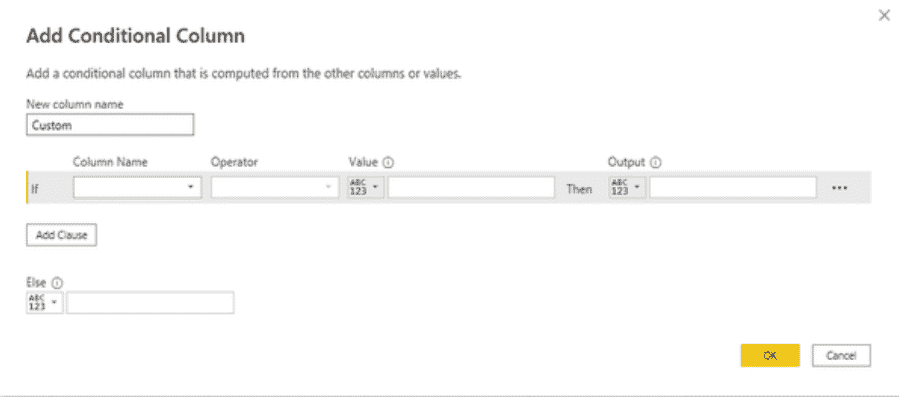 Add Conditional Column
Add a conditional column that is computed from the other columns or values.
New column name
Custom
Column Name Operator Value Output
If ABC 123 Then ABC 123 ...
Add Clause
Else
ABC 123
OK Cancel